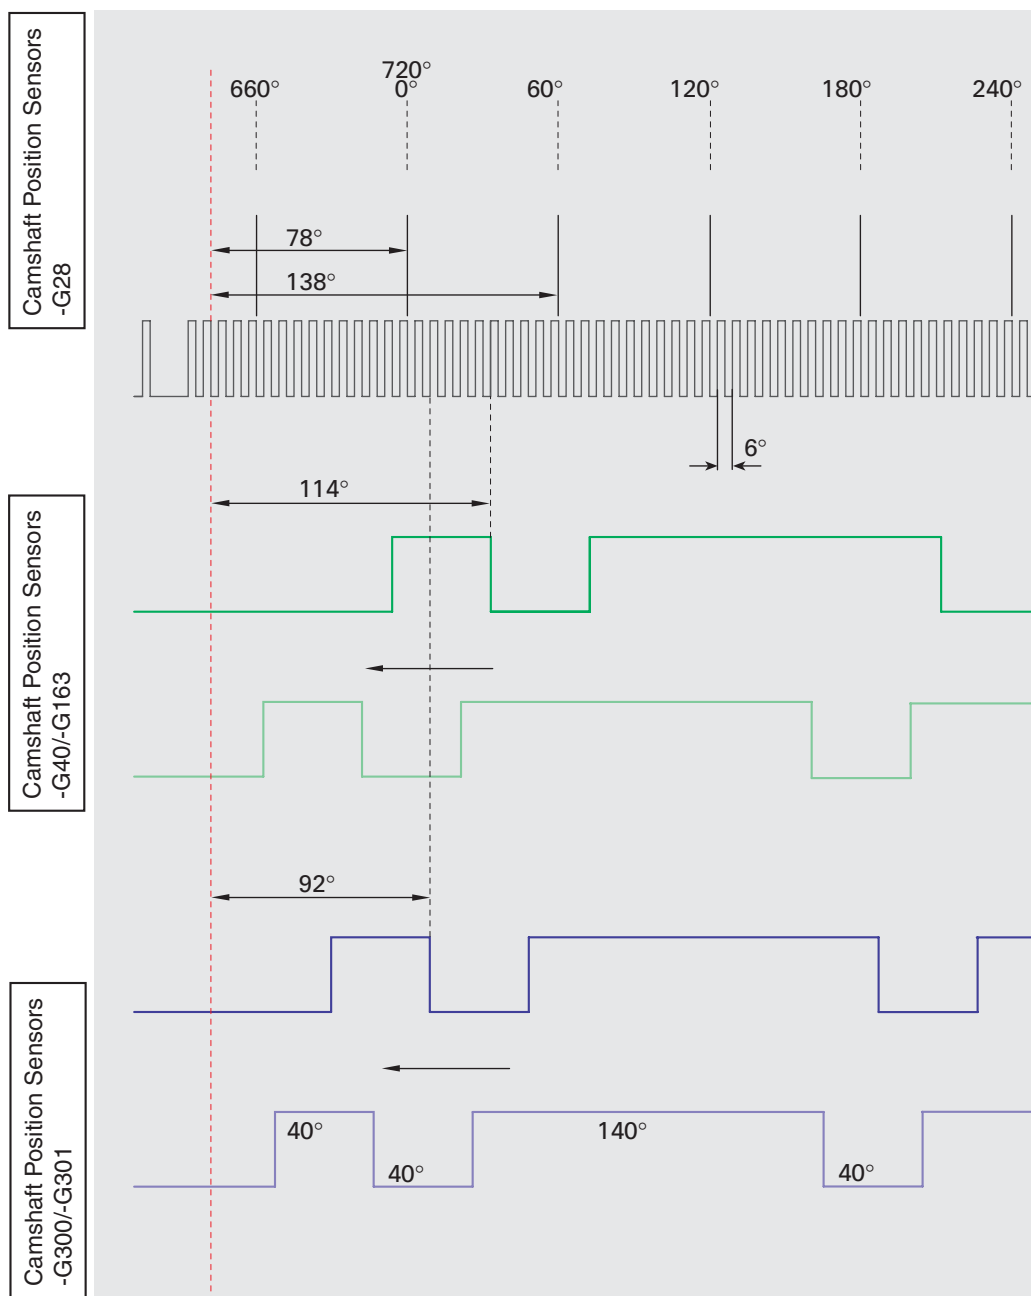 Camshaft Position Sensors
-G28
720°
660° 0° 60° 120° 180° 240°
78°
138°
6°
Camshaft Position Sensors
-G40/-G163
114°
92°
Camshaft Position Sensors
-G300/-G301
40° 140°
40° 40°